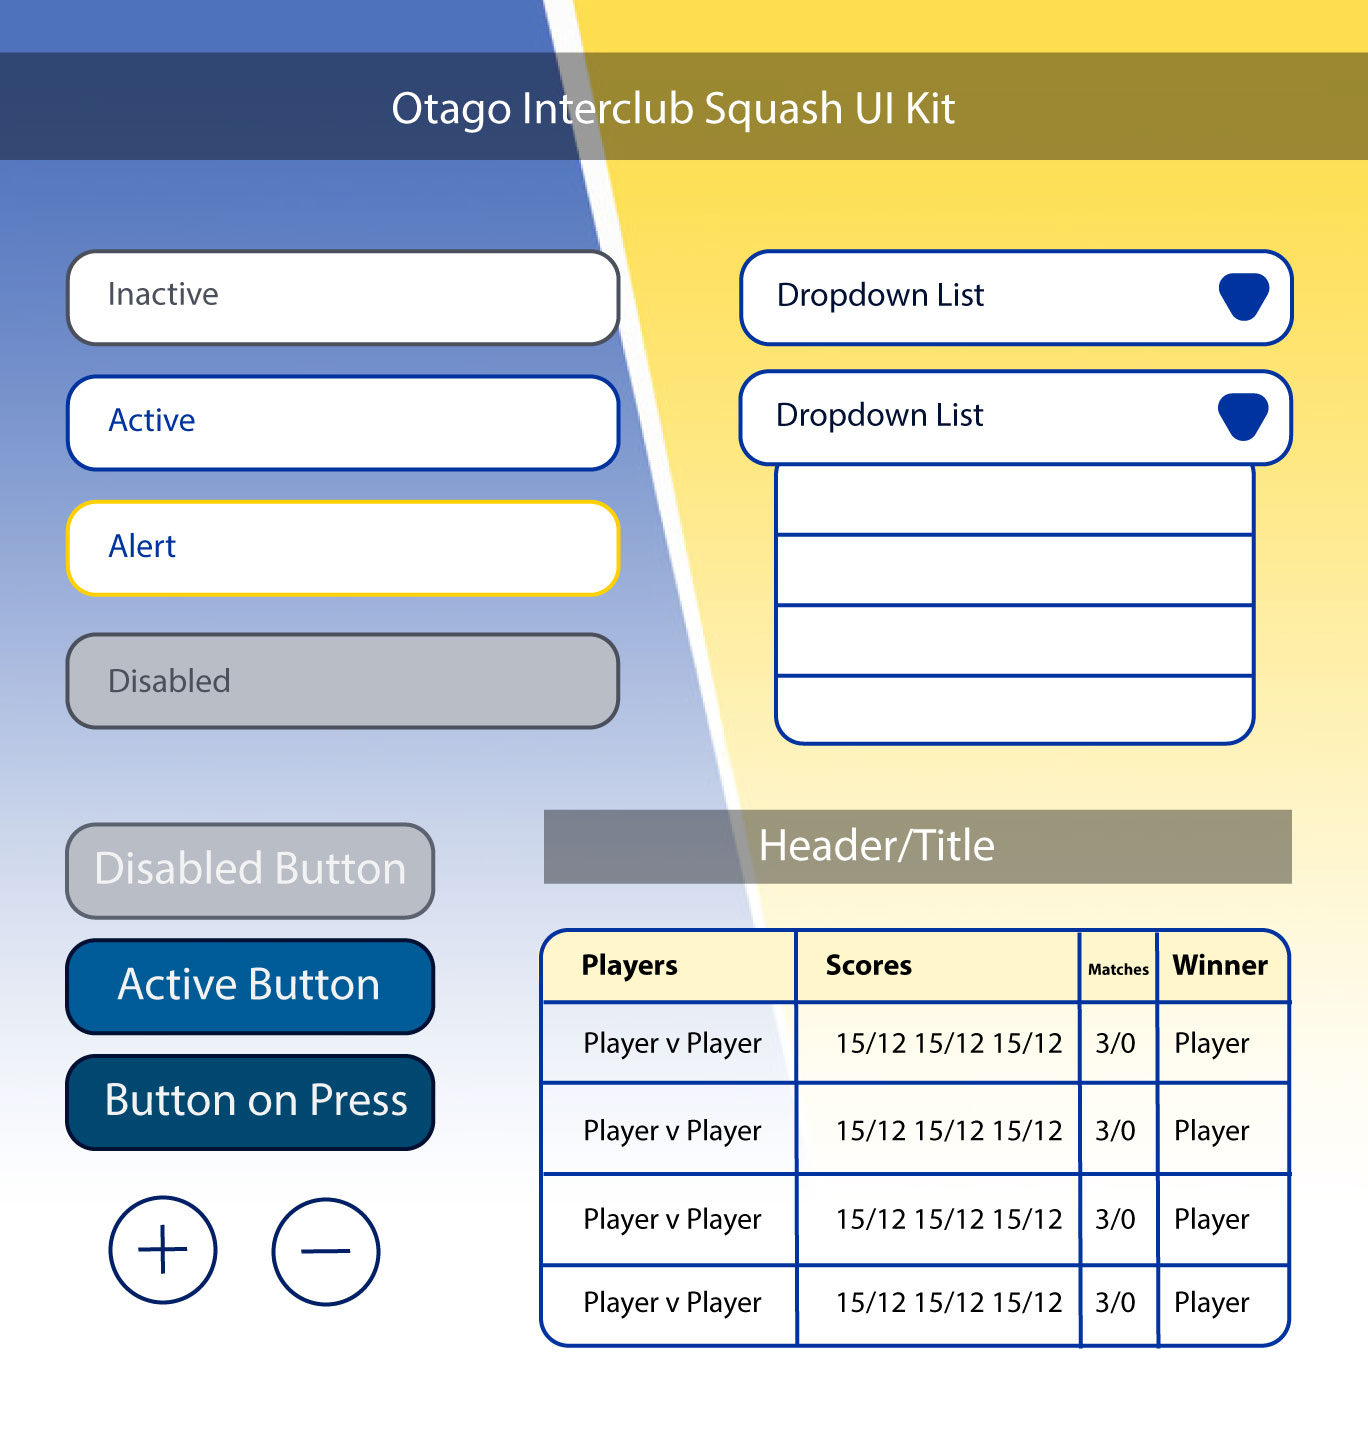 Otago Interclub Squash UI Kit
Inactive
Active
Alert
Disabled
Dropdown List
Dropdown List
Disabled Button
Active Button
Button on Press
Header/Title
Players Scores Matches Winner
Player v Player 15/12 15/12 15/12 3/0 Player
Player v Player 15/12 15/12 15/12 3/0 Player
Player v Player 15/12 15/12 15/12 3/0 Player
Player v Player 15/12 15/12 15/12 3/0 Player